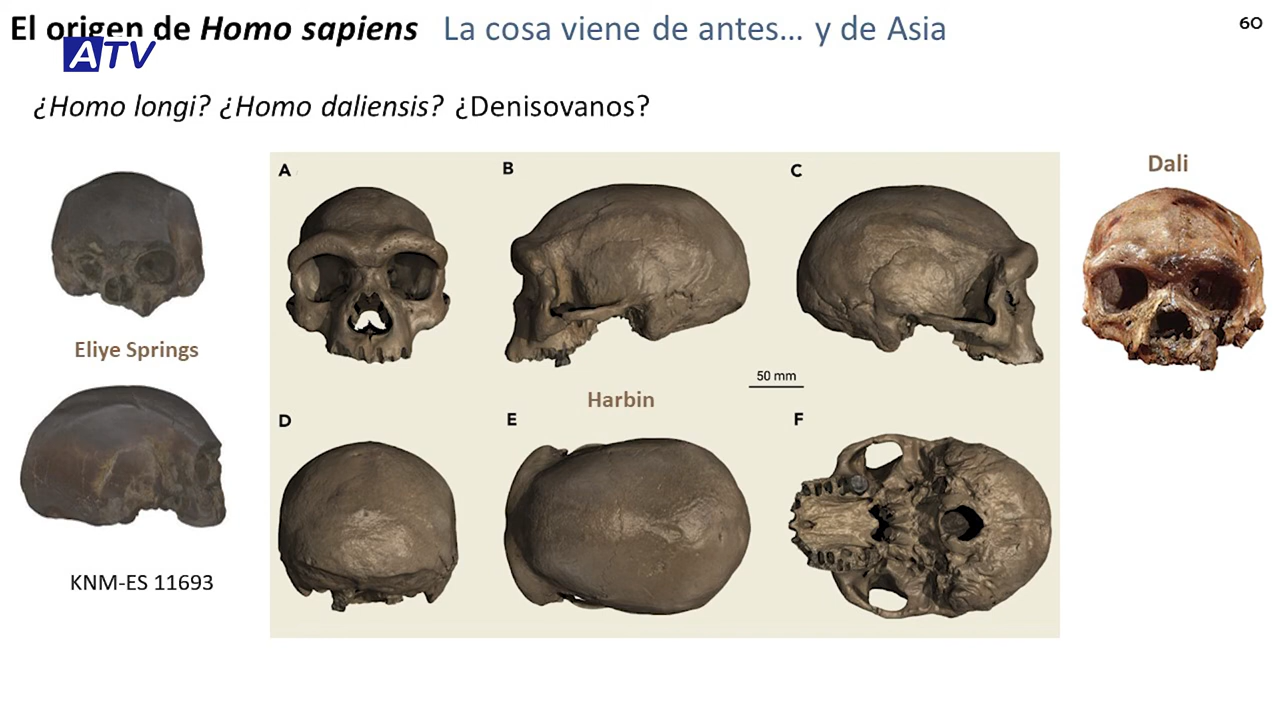 El origen de Homo sapiens La cosa viene de antes... y de Asia
60
ATV
¿Homo longi? ¿Homo daliensis? ¿Denisovanos?
A
B
C
Dali
Eliye Springs
50 mm
Harbin
D
E
F
KNM-ES 11693